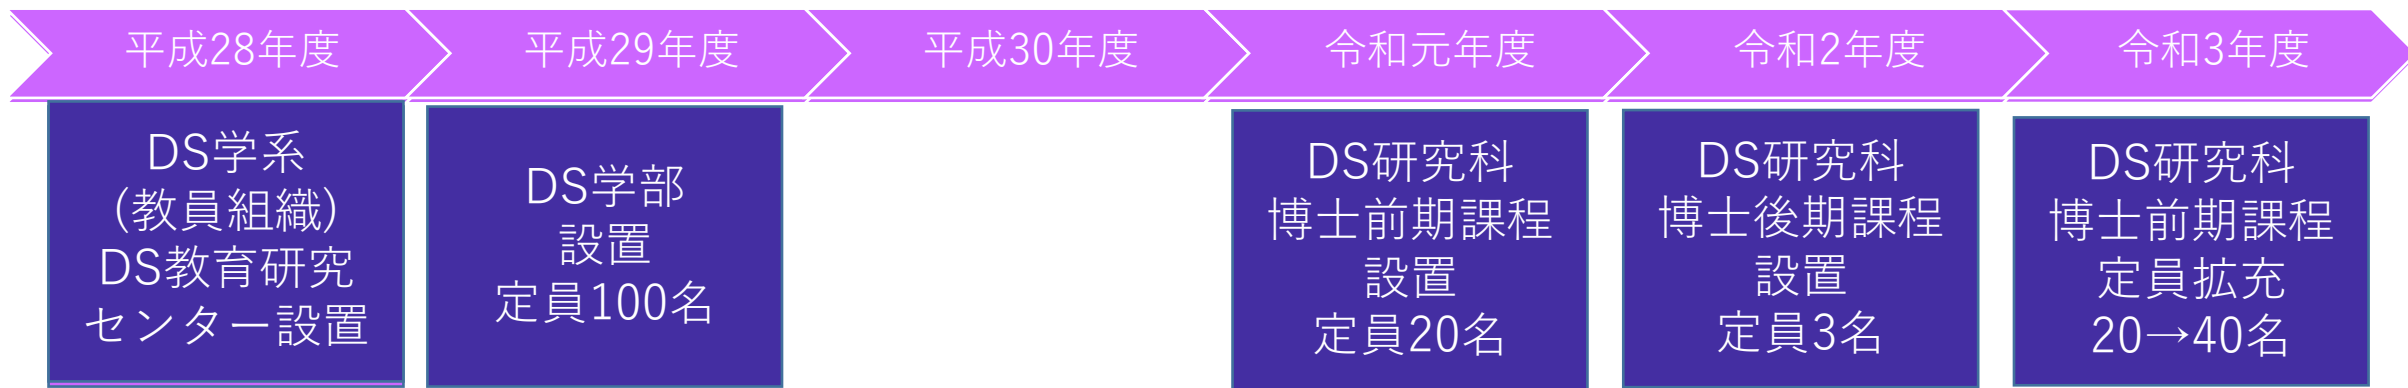 平成28年度
平成29年度
平成30年度
令和元年度
令和2年度
令和3年度
DS学系
(教員組織)
DS教育研究
センター設置
DS学部
設置
定員100名
DS研究科
博士前期課程
設置
定員20名
DS研究科
博士後期課程
設置
定員3名
DS研究科
博士前期課程
定員拡充
20→40名